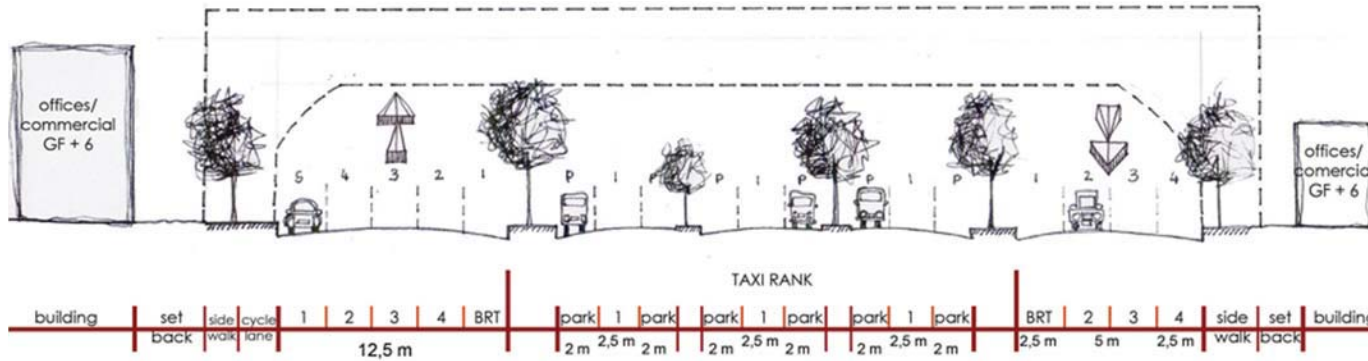 offices/
commercial
GF + 6
offices/
comercial
GF + 6
5 4 3 2 1 P 1 P P 1 P P 1 P 1 2 3 4
TAXI RANK
building set side cycle 1 2 3 4 BRT park 1 park park 1 park park 1 park BRT 2 3 4 side set building
back walk lane 12,5 m 2 m 2,5 m 2 m 2 m 2,5 m 2 m 2 m 2,5 m 2 m 2,5 m 5 m 2,5 m walk back